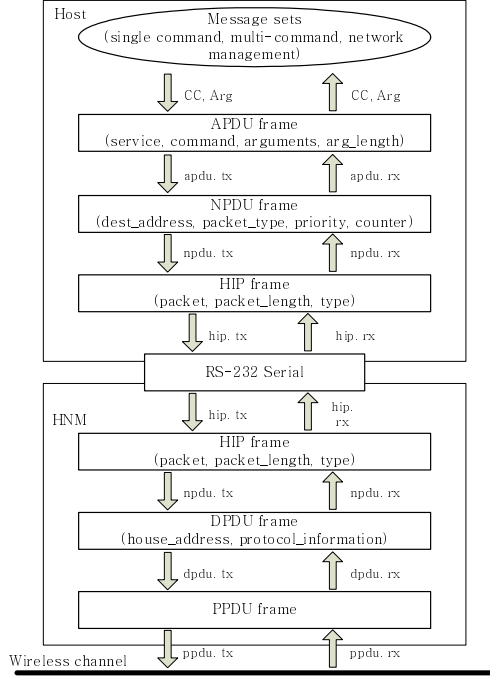 Host
Message sets
(single command, multi-command, network
management)
CC, Arg
CC, Arg
APDU frame
(service, command, arguments, arg_length)
apdu. tx
apdu. rx
NPDU frame
(dest_address, packet_type, priority, counter)
npdu. tx
npdu. rx
HIP frame
(packet, packet_length, type)
hip. tx
hip. rx
RS-232 Serial
HNM
hip. tx
hip.
rx
HIP frame
(packet, packet_length, type)
npdu. tx
npdu. rx
DPDU frame
(house_address, protocol_information)
dpdu. tx
dpdu. rx
PPDU frame
Wireless channel
ppdu. tx
ppdu. rx